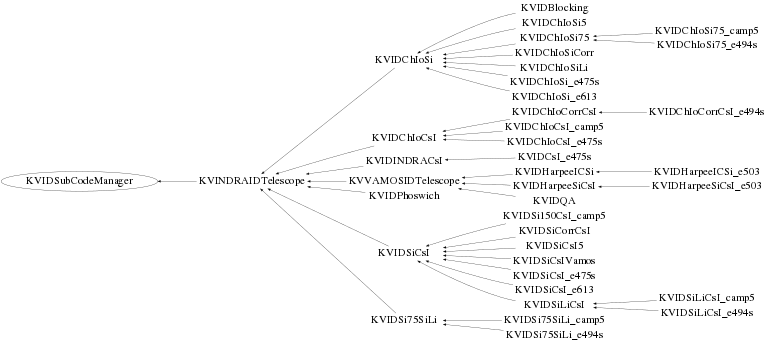 KVIDBlocking
KVIDChIoSi5
KVIDChIoSi75
KVIDChIoSi75_camp5
KVIDChIoSi75_e494s
KVIDChIoSiCorr
KVIDChIoSi
KVIDChIoSiLi
KVIDChIoSi_e475s
KVIDChIoSi_e613
KVIDChIoCorrCsI
KVIDChIoCorrCsI_e494s
KVIDChIoCsI_camp5
KVIDChIoCsI
KVIDChIoCsI_e475s
KVIDCsI_e475s
KVIDINDRACsI
KVIDHarpeeICSi
KVIDHarpeeICSi_e503
KVIDSubCodeManager
KVINDRAIDTelescope
KVVAMOSIDTelescope
KVIDHarpeeSiCsI
KVIDHarpeeSiCsI_e503
KVIDPhoswich
KVIDQA
KVIDSi150CsI_camp5
KVIDSiCorrCsI
KVIDSiCsI5
KVIDSiCsI
KVIDSiCsIVamos
KVIDSiCsI_e475s
KVIDSiCsI_e613
KVIDSiLiCsI
KVIDSiLiCsI_camp5
KVIDSiLiCsI_e494s
KVIDSi75SiLi
KVIDSi75SiLi_camp5
KVIDSi75SiLi_e494s